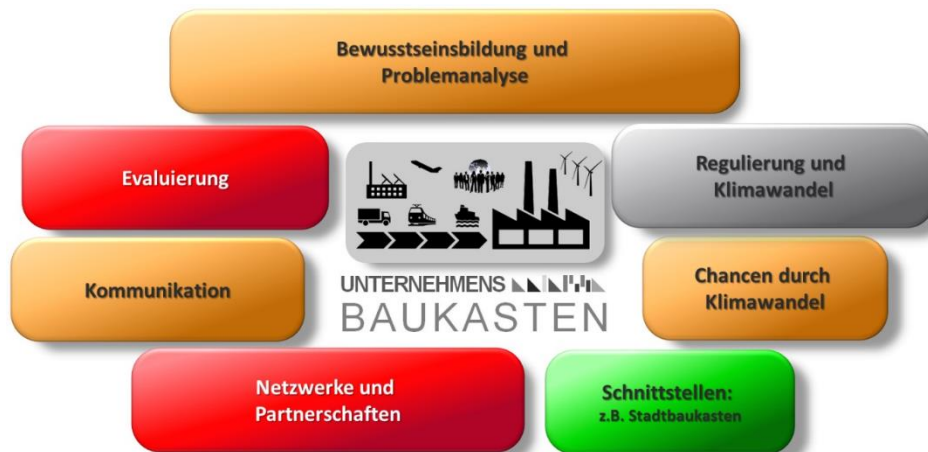 Bewusstseinsbildung und
Problemanalyse
Evaluierung
Regulierung und
Klimawandel
Kommunikation
Chancen durch
Klimawandel
UNTERNEHMENS
BAUKASTEN
Netzwerke und
Partnerschaften
Schnittstellen:
z.B. Stadtbaukasten